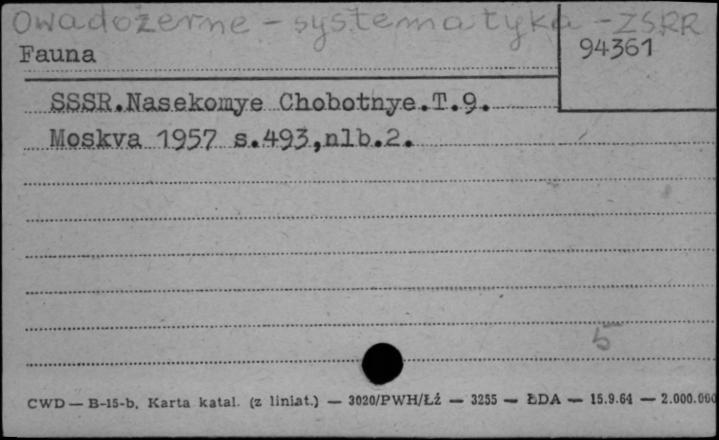 Owadożerne - systematyka - ZSRR
Fauna
94361
SSSR.Nasekomye Chobotnye.T.9.
Moskva 1957 s.493,nlb.2.
5
CWD — B-15-b, Karta katal. (z liniat.) — 3020/PWH/Łź — 3255 — ŁDA — 15.9.64 — 2.000.000